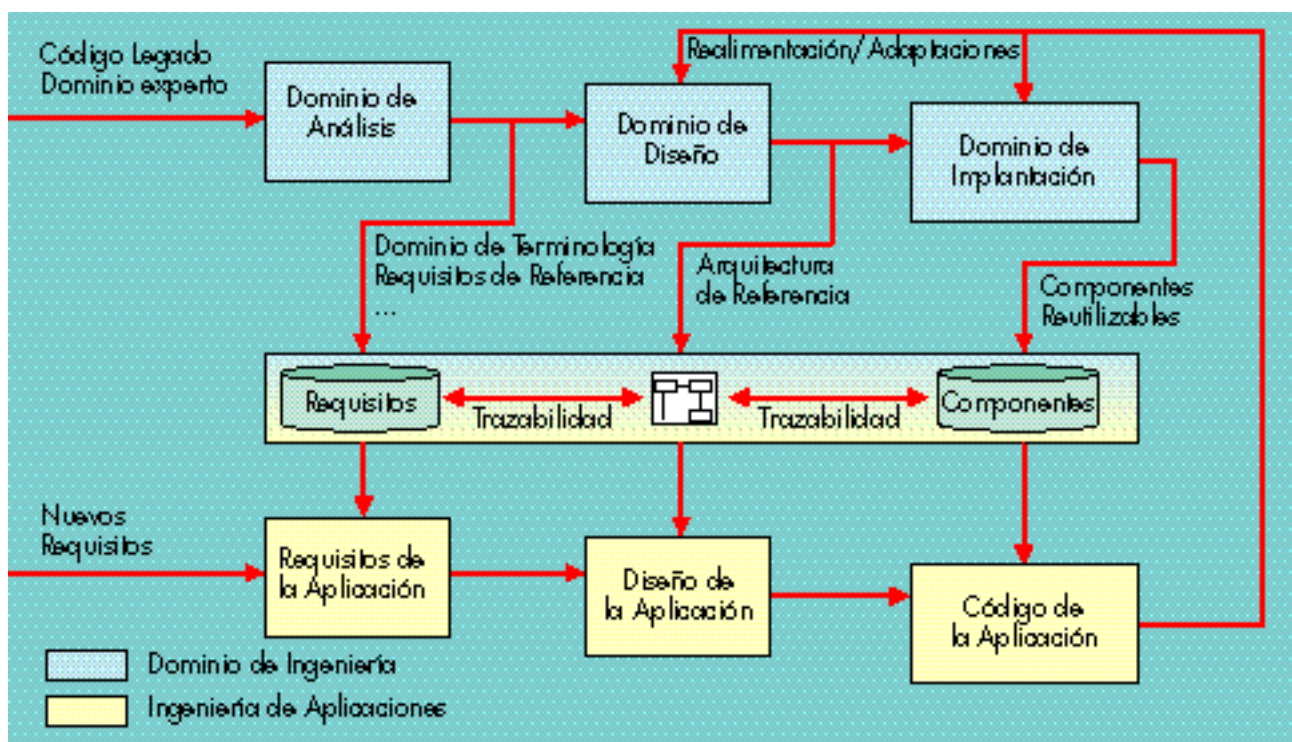 Código Legado
Dominio experto
Dominio de
Análisis
Dominio de
Diseño
Realimentación/Adaptaciones
Dominio de
Implantación
Dominio de Terminología
Requisitos de Referencia
...
Arquitectura
de Referencia
Componentes
Reutilizables
Requisitos
Trazabilidad
Trazabilidad
Componentes
Nuevos
Requisitos
Requisitos de
la Aplicación
Diseño de
la Aplicación
Código de
la Aplicación
Dominio de Ingeniería
Ingeniería de Aplicaciones